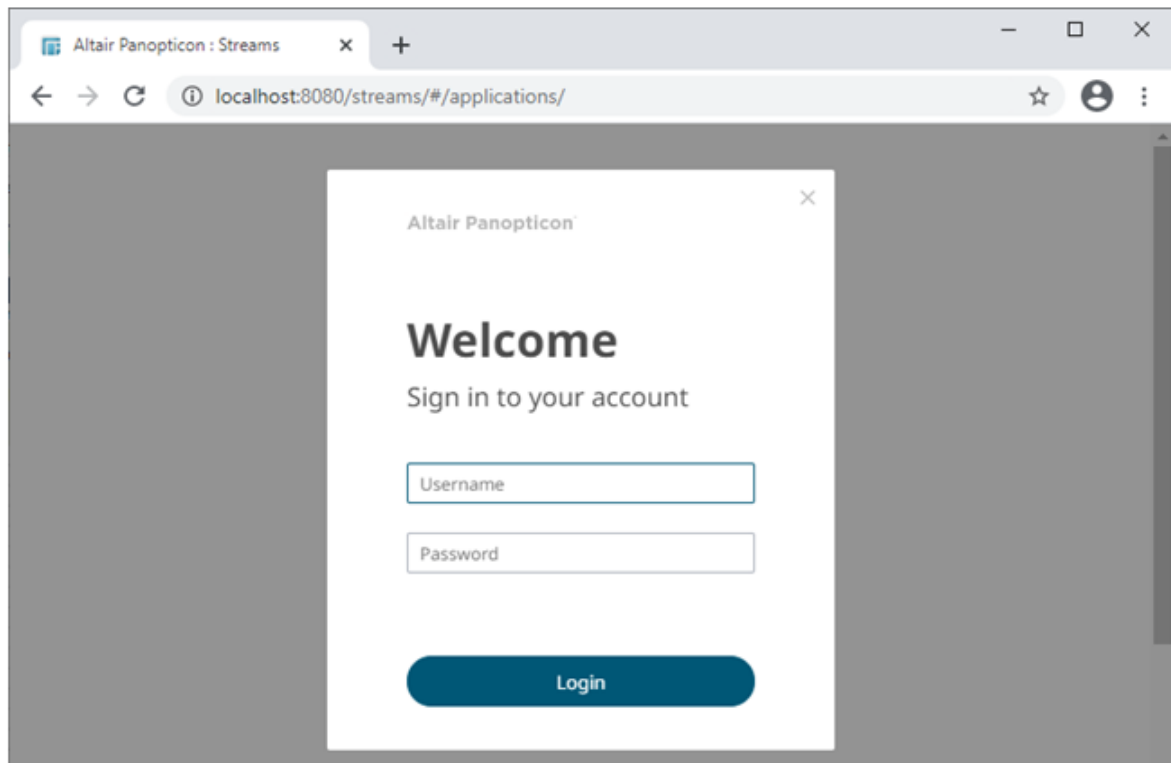 Altair Panopticon : Streams
localhost:8080/streams/#/applications/
Altair Panopticon
Welcome
Sign in to your account
Username
Password
Login